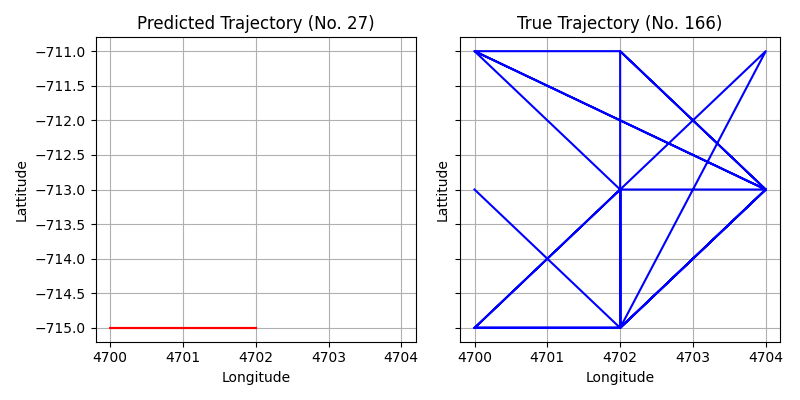 Predicted Trajectory (No. 27)
True Trajectory (No. 166)
Lattitude
−711.0
−711.5
−712.0
−712.5
−713.0
−713.5
−714.0
−714.5
−715.0
4700 4701 4702 4703 4704
Longitude
Lattitude
4700 4701 4702 4703 4704
Longitude